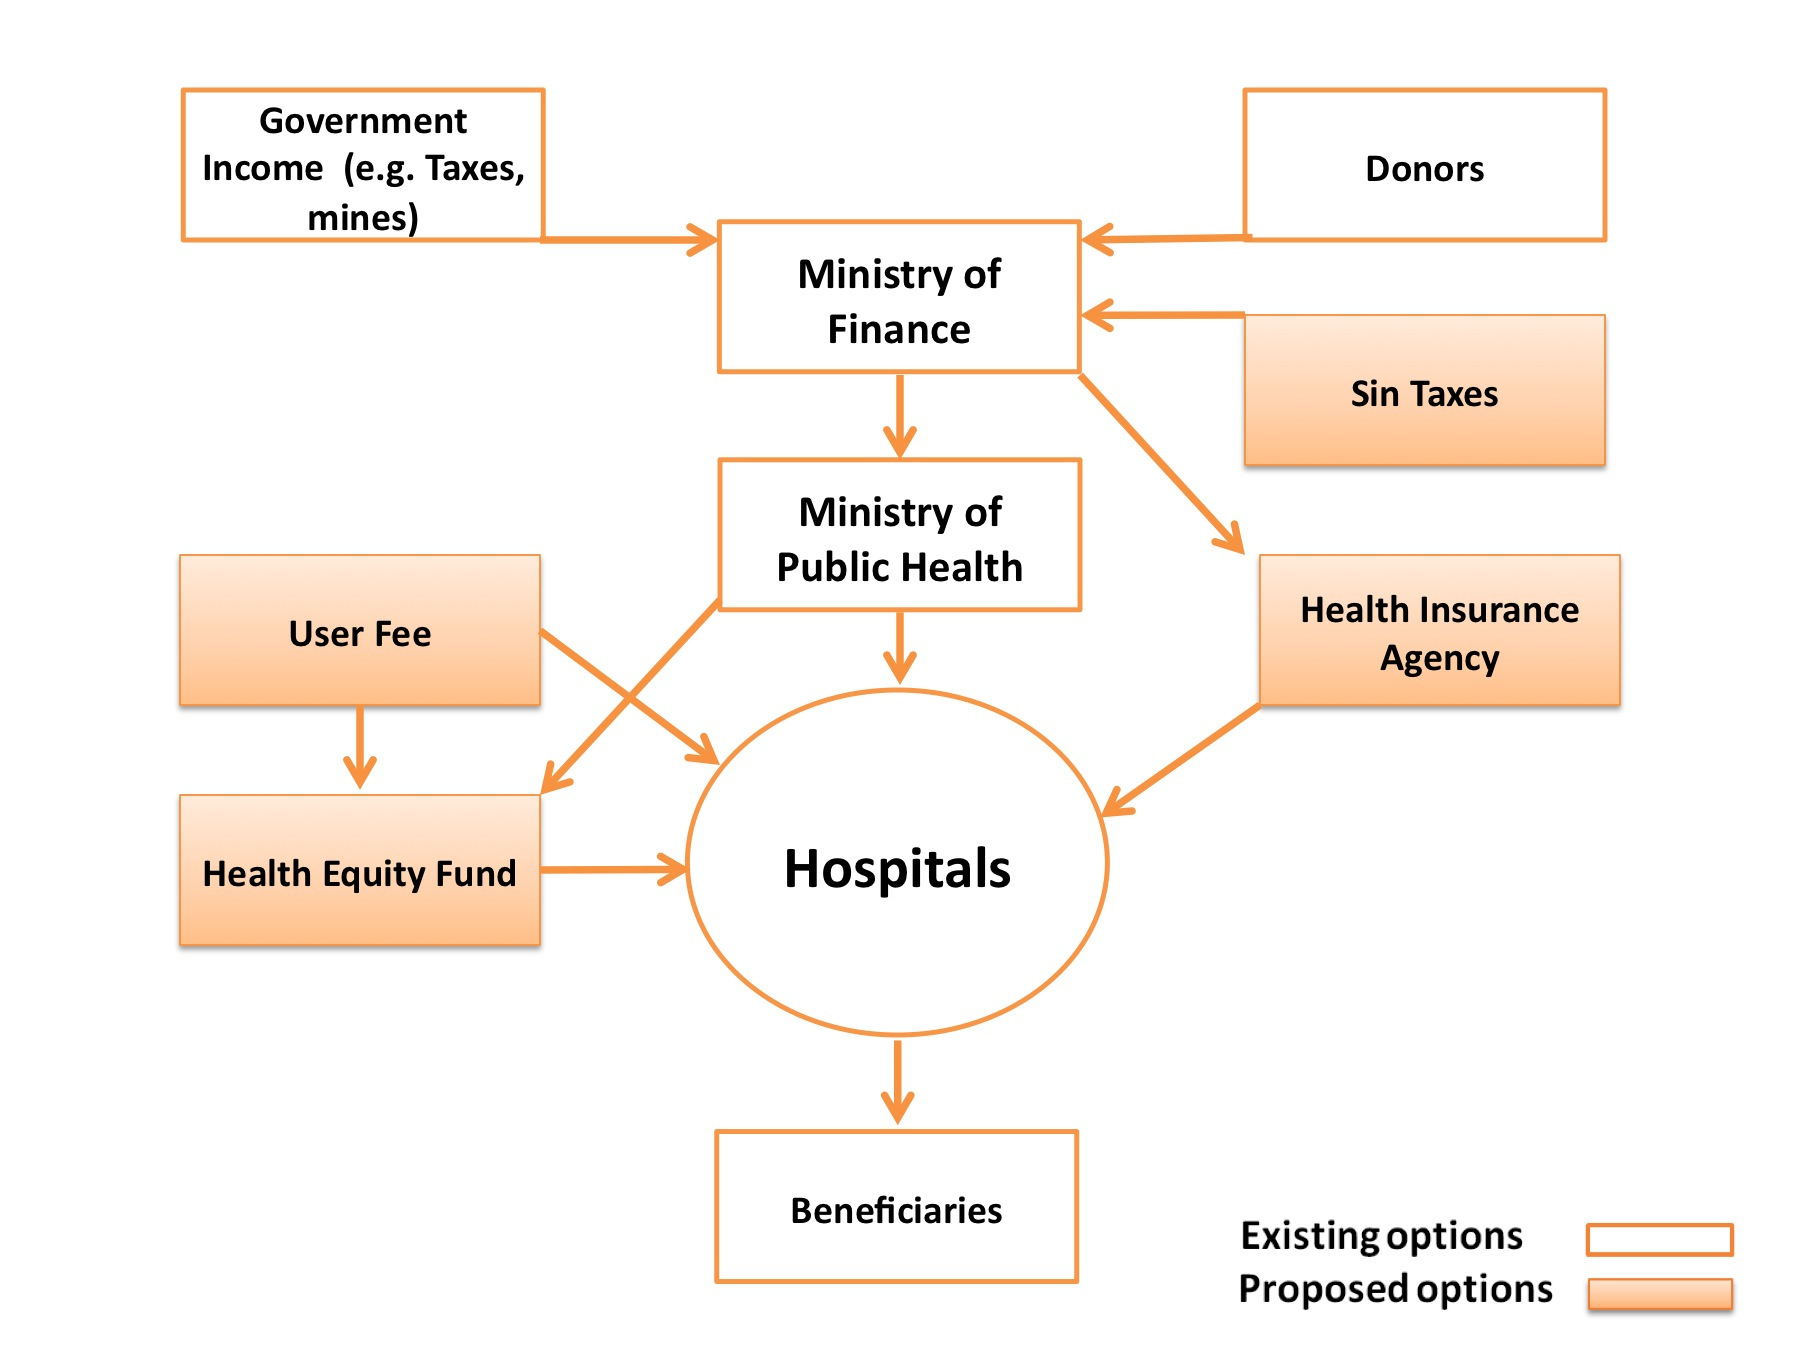 Government
Income  (e.g. Taxes,
mines)
Donors
Ministry of
Finance
Sin Taxes
Ministry of
Public Health
User Fee
Health Insurance
Agency
Health Equity Fund
Hospitals
Beneficiaries
Existing options
Proposed options